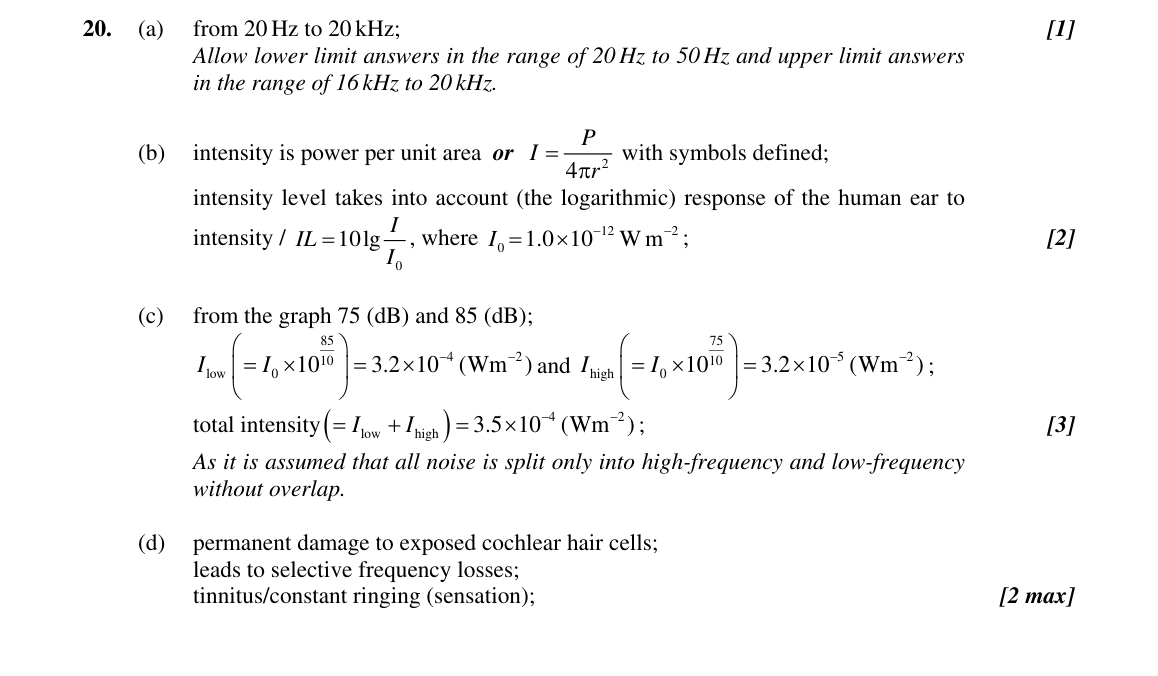 20. (a) from 20 Hz to 20 kHz; [1]
Allow lower limit answers in the range of 20 Hz to 50 Hz and upper limit answers
in the range of 16 kHz to 20 kHz.
(b) intensity is power per unit area or I = P/4πr² with symbols defined;
intensity level takes into account (the logarithmic) response of the human ear to
intensity / IL = 10 lg I/I₀, where I₀ = 1.0×10⁻¹² W m⁻²; [2]
(c) from the graph 75 (dB) and 85 (dB);
I_low (= I₀ ×10^(85/10)) = 3.2×10⁻⁴ (Wm⁻²) and I_high (= I₀ ×10^(75/10)) = 3.2×10⁻⁵ (Wm⁻²);
total intensity (= I_low + I_high) = 3.5×10⁻⁴ (Wm⁻²); [3]
As it is assumed that all noise is split only into high-frequency and low-frequency
without overlap.
(d) permanent damage to exposed cochlear hair cells;
leads to selective frequency losses;
tinnitus/constant ringing (sensation); [2 max]